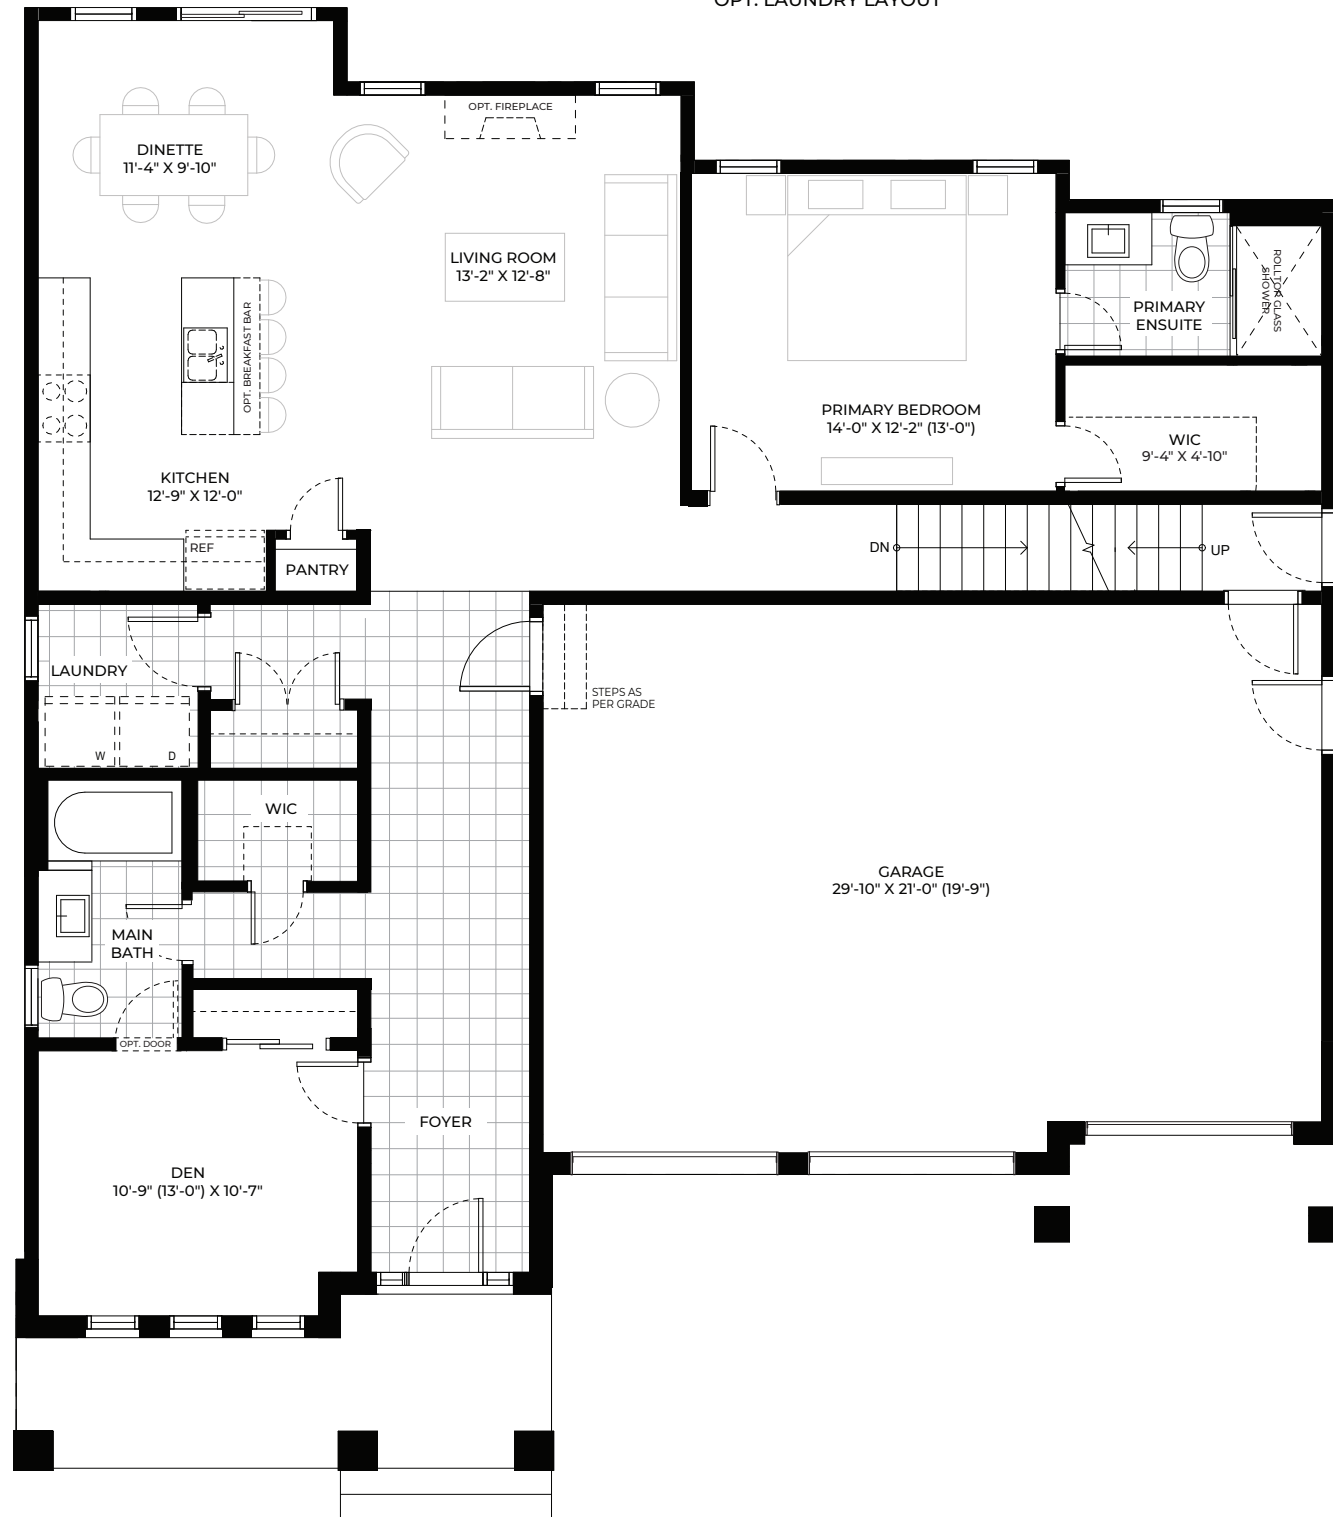 OPT. LAUNDRY LAYOUT
OPT. FIREPLACE
DINETTE
11'-4" X 9'-10"
LIVING ROOM
13'-2" X 12'-8"
ROLLTOR GLASS
SHOWER
PRIMARY
ENSUITE
OPT. BREAKFAST BAR
PRIMARY BEDROOM
14'-0" X 12'-2" (13'-0")
WIC
9'-4" X 4'-10"
KITCHEN
12'-9" X 12'-0"
REF
PANTRY
DN
UP
LAUNDRY
STEPS AS
PER GRADE
W
D
WIC
GARAGE
29'-10" X 21'-0" (19'-9")
MAIN
BATH
OPT. DOOR
FOYER
DEN
10'-9" (13'-0") X 10'-7"